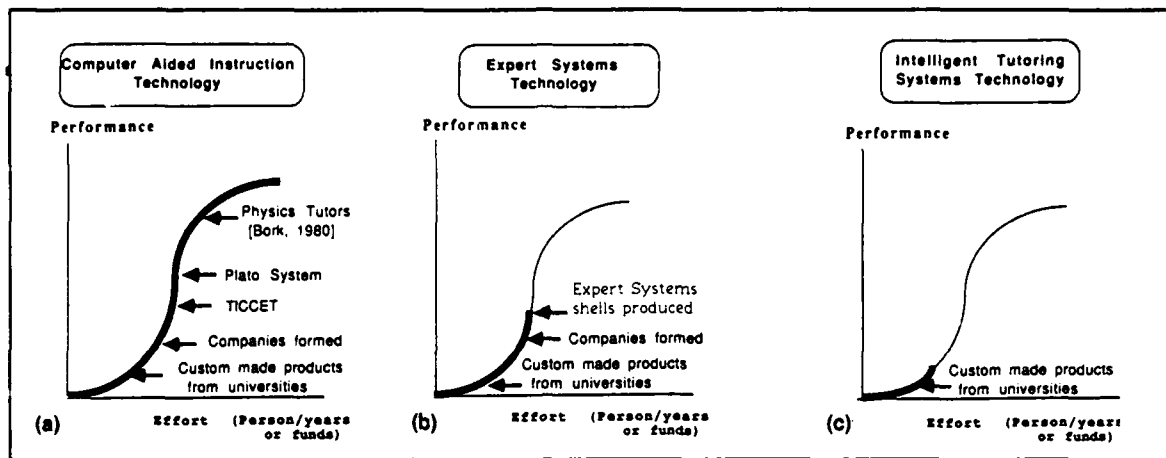 Computer Aided Instruction
Technology
Performance
Physics Tutors
[Bork, 1980]
Plato System
TICCET
Companies formed
Custom made products
from universities
(a)
Effort (Person/years
or funds)
Expert Systems
Technology
Performance
Expert Systems
shells produced
Companies formed
Custom made products
from universities
(b)
Effort (Person/years
or funds)
Intelligent Tutoring
Systems Technology
Performance
Custom made products
from universities
(c)
Effort (Person/years
or funds)